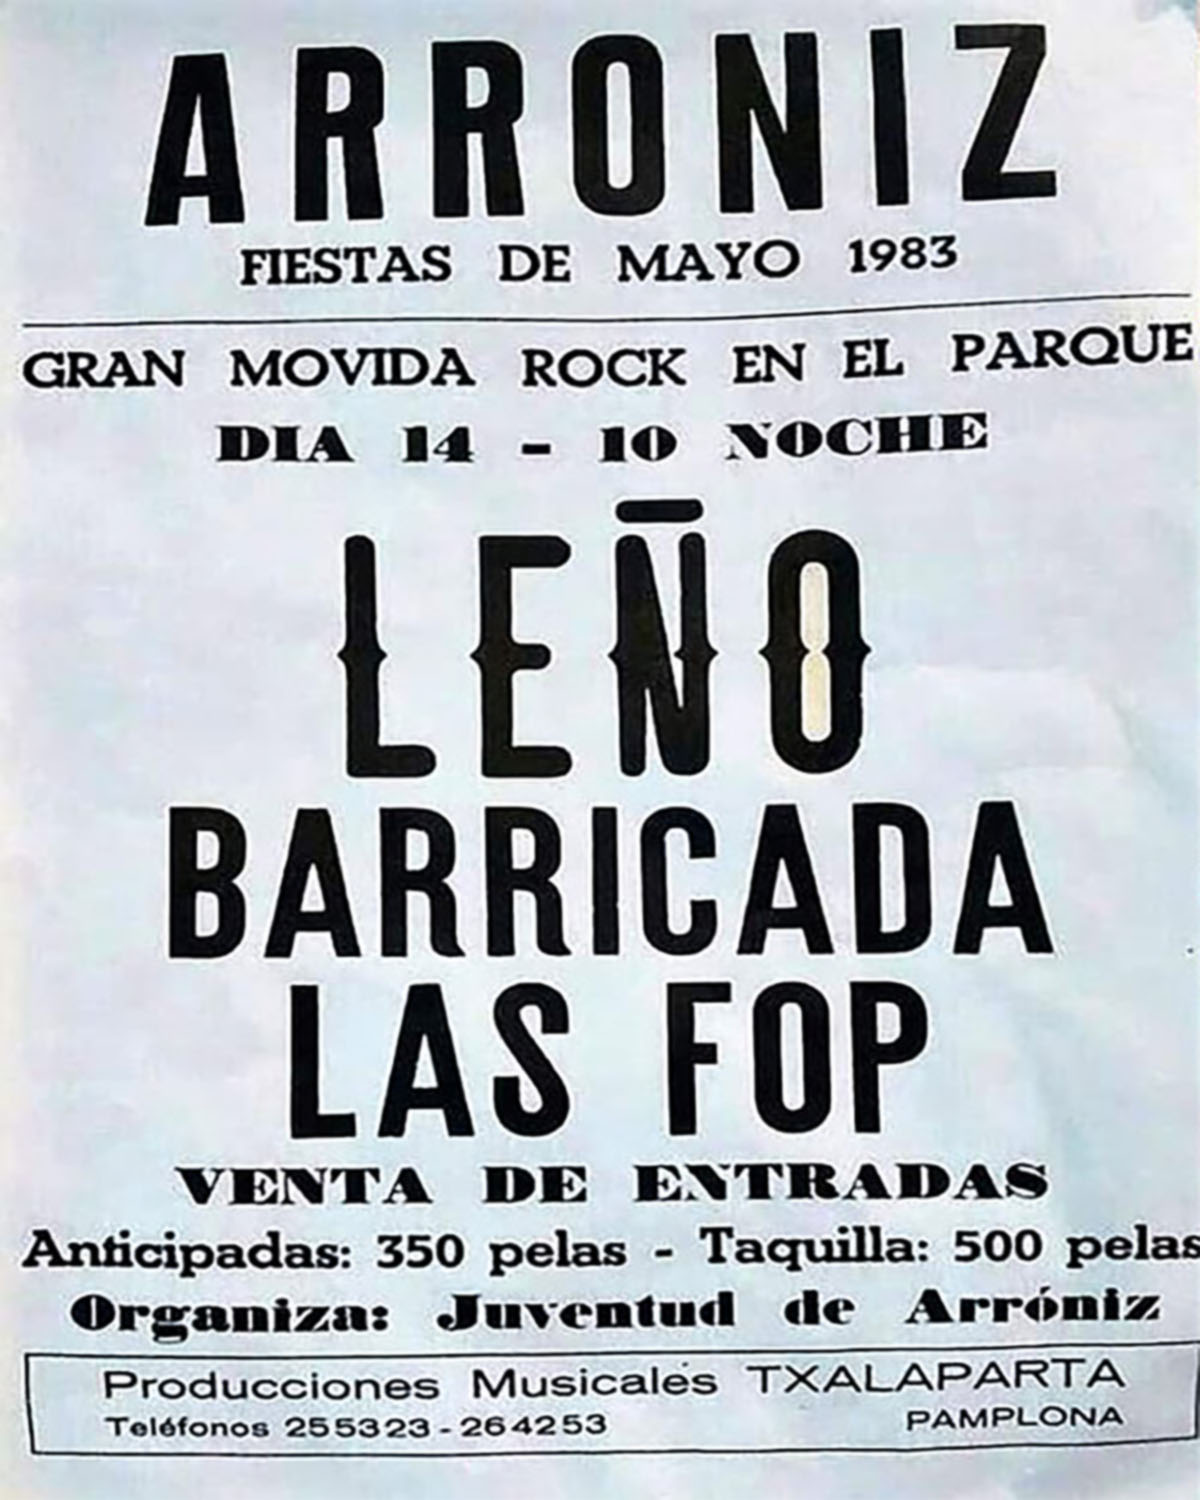 ARRONIZ
FIESTAS DE MAYO 1983
GRAN MOVIDA ROCK EN EL PARQUE
DIA 14 - 10 NOCHE
LEÑO
BARRICADA
LAS FOP
VENTA DE ENTRADAS
Anticipadas: 350 pelas - Taquilla: 500 pelas
Organiza: Juventud de Arróniz
Producciones Musicales TXALAPARTA
Teléfonos 255323-264253 PAMPLONA